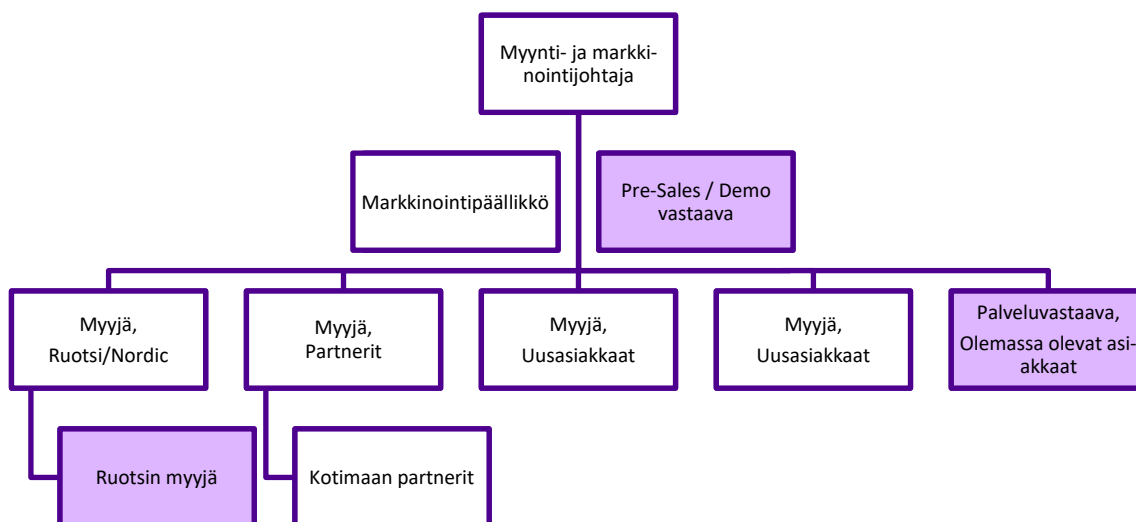 Myynti- ja markki-
nointijohtaja
Markkinointipäällikkö
Pre-Sales / Demo
vastaava
Myyjä,
Ruotsi/Nordic
Myyjä,
Partnerit
Myyjä,
Uusasiakkaat
Myyjä,
Uusasiakkaat
Palveluvastaava,
Olemassa olevat asi-
akkaat
Ruotsin myyjä
Kotimaan partnerit